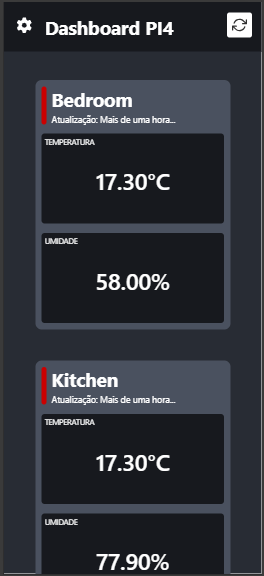 Dashboard PI4
Bedroom
Atualização: Mais de uma hora...
TEMPERATURA
17.30°C
UMIDADE
58.00%
Kitchen
Atualização: Mais de uma hora...
TEMPERATURA
17.30°C
UMIDADE
77.90%